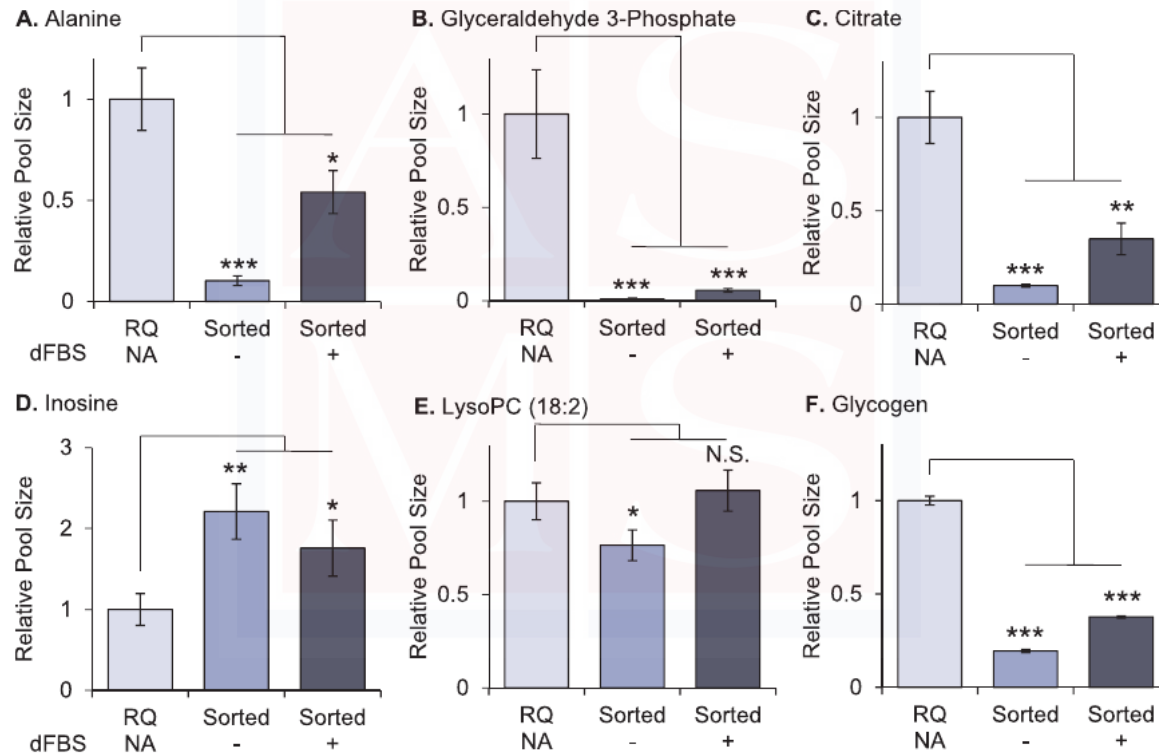 A. Alanine
Relative Pool Size
1
0.5
0
*** 
*
RQ Sorted Sorted
dFBS NA - +
B. Glyceraldehyde 3-Phosphate
Relative Pool Size
1
0.5
0
***
***
RQ Sorted Sorted
NA - +
C. Citrate
Relative Pool Size
1
0.5
0
***
**
RQ Sorted Sorted
NA - +
D. Inosine
Relative Pool Size
3
2
1
0
**
*
RQ Sorted Sorted
dFBS NA - +
E. LysoPC (18:2)
Relative Pool Size
1
0.5
0
*
N.S.
RQ Sorted Sorted
NA - +
F. Glycogen
Relative Pool Size
1
0.5
0
***
***
RQ Sorted Sorted
NA - +
A S
M S